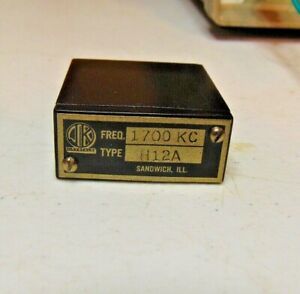 FREQ. 1700 KC
TYPE H12A
SANDWICH, ILL.